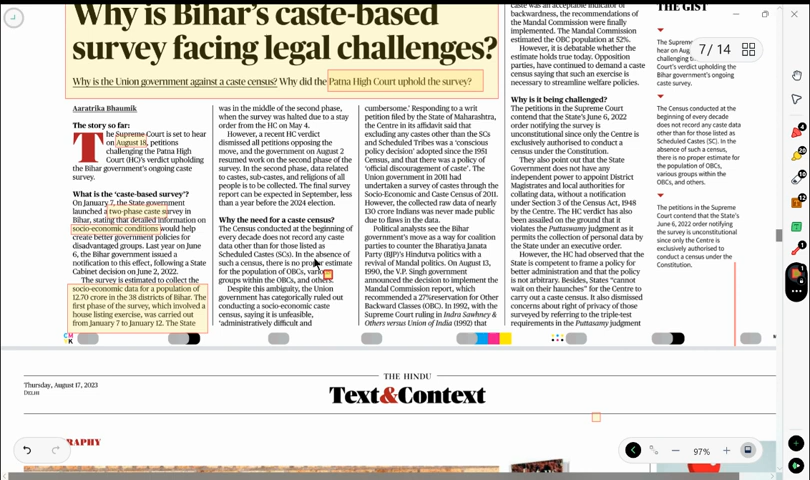 Why is Bihar's caste-based
survey facing legal challenges?
Why is the Union government against a caste census? Why did the Patna High Court uphold the survey?
Aaratrika Bhaumik
The story so far:
The Supreme Court is set to hear
on August 18, petitions
challenging the Patna High
Court (HC)'s verdict upholding
the Bihar government's ongoing caste
survey.
What is the 'caste-based survey'?
On January 7, the State government
launched a two-phase caste survey in
Bihar, stating that detailed information on
socio-economic conditions would help
create better government policies for
disadvantaged groups. Last year on June
6, the Bihar government issued a
notification to this effect, following a State
Cabinet decision on June 2, 2022.
The survey is estimated to collect the
socio-economic data for a population of
12.70 crore in the 38 districts of Bihar. The
first phase of the survey, which involved a
house listing exercise, was carried out
from January 7 to January 12. The State
was in the middle of the second phase,
when the survey was halted due to a stay
order from the HC on May 4.
However, a recent HC verdict
dismissed all petitions opposing the
move, and the government on August 2
resumed work on the second phase of the
survey. In the second phase, data related
to castes, sub-castes, and religions of all
people is to be collected. The final survey
report can be expected in September, less
than a year before the 2024 election.
Why the need for a caste census?
The Census conducted at the beginning of
every decade does not record any caste
data other than for those listed as
Scheduled Castes (SCs). In the absence of
such a census, there is no proper estimate
for the population of OBCs, various
groups within the OBCs, and others.
Despite this ambiguity, the Union
government has categorically ruled out
conducting a socio-economic caste
census, saying it is unfeasible,
'administratively difficult and
cumbersome.' Responding to a writ
petition filed by the State of Maharashtra,
the Centre in its affidavit said that
excluding any castes other than the SCs
and Scheduled Tribes was a 'conscious
policy decision' adopted since the 1951
Census, and that there was a policy of
'official discouragement of caste'. The
Union government in 2011 had
undertaken a survey of castes through the
Socio-Economic and Caste Census of 2011.
However, the collected raw data of nearly
130 crore Indians was never made public
due to flaws in the data.
Political analysts see the Bihar
government's move as a way for coalition
parties to counter the Bharatiya Janata
Party (BJP)'s Hindutva politics with a
revival of Mandal politics. On August 13,
1990, the V.P. Singh government
announced the decision to implement the
Mandal Commission report, which
recommended a 27% reservation for Other
Backward Classes (OBC). In 1992, with the
Supreme Court ruling in Indra Sawhney &
Others versus Union of India (1992) that
caste was an acceptable indicator of
backwardness, the recommendations of
the Mandal Commission were finally
implemented. The Mandal Commission
estimated the OBC population at 52%.
However, it is debatable whether the
estimate holds true today. Opposition
parties, have continued to demand a caste
census saying that such an exercise is
necessary to streamline welfare policies.
Why is it being challenged?
The petitions in the Supreme Court
contend that the State's June 6, 2022
order notifying the survey is
unconstitutional since only the Centre is
exclusively authorised to conduct a
census under the Constitution.
They also point out that the State
Government does not have any
independent power to appoint District
Magistrates and local authorities for
collating data, without a notification
under Section 3 of the Census Act, 1948
by the Centre. The HC verdict has also
been assailed on the ground that it
violates the Puttaswamy judgment as it
permits the collection of personal data by
the State under an executive order.
However, the HC had observed that the
State is competent to frame a policy for
better administration and that the policy
is not arbitrary. Besides, States "cannot
wait on their haunches" for the Centre to
carry out a caste census. It also dismissed
concerns about the right of privacy of those
surveyed by referring to the triple-test
requirements in the Puttaswamy judgment
THE GIST
The Supreme
hear on Aug
challenging t
Court's verdict upholding the
Bihar government's ongoing
caste survey.
The Census conducted at the
beginning of every decade
does not record any caste data
other than for those listed as
Scheduled Castes (SC). In the
absence of such a census,
there is no proper estimate for
the population of OBCs,
various groups within the
OBCs, and others.
The petitions in the Supreme
Court contend that the State's
June 6, 2022 order notifying
the survey is unconstitutional
since only the Centre is
exclusively authorised to
conduct a census under the
Constitution.
7 / 14
Thursday, August 17, 2023
DELHI
THE HINDU
Text&Context
RAPHY
97%